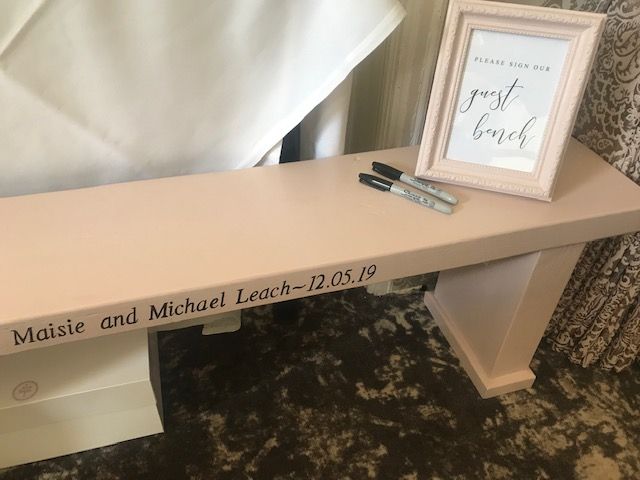 PLEASE SIGN OUR
guest
bench
Maisie and Michael Leach~12.05.19